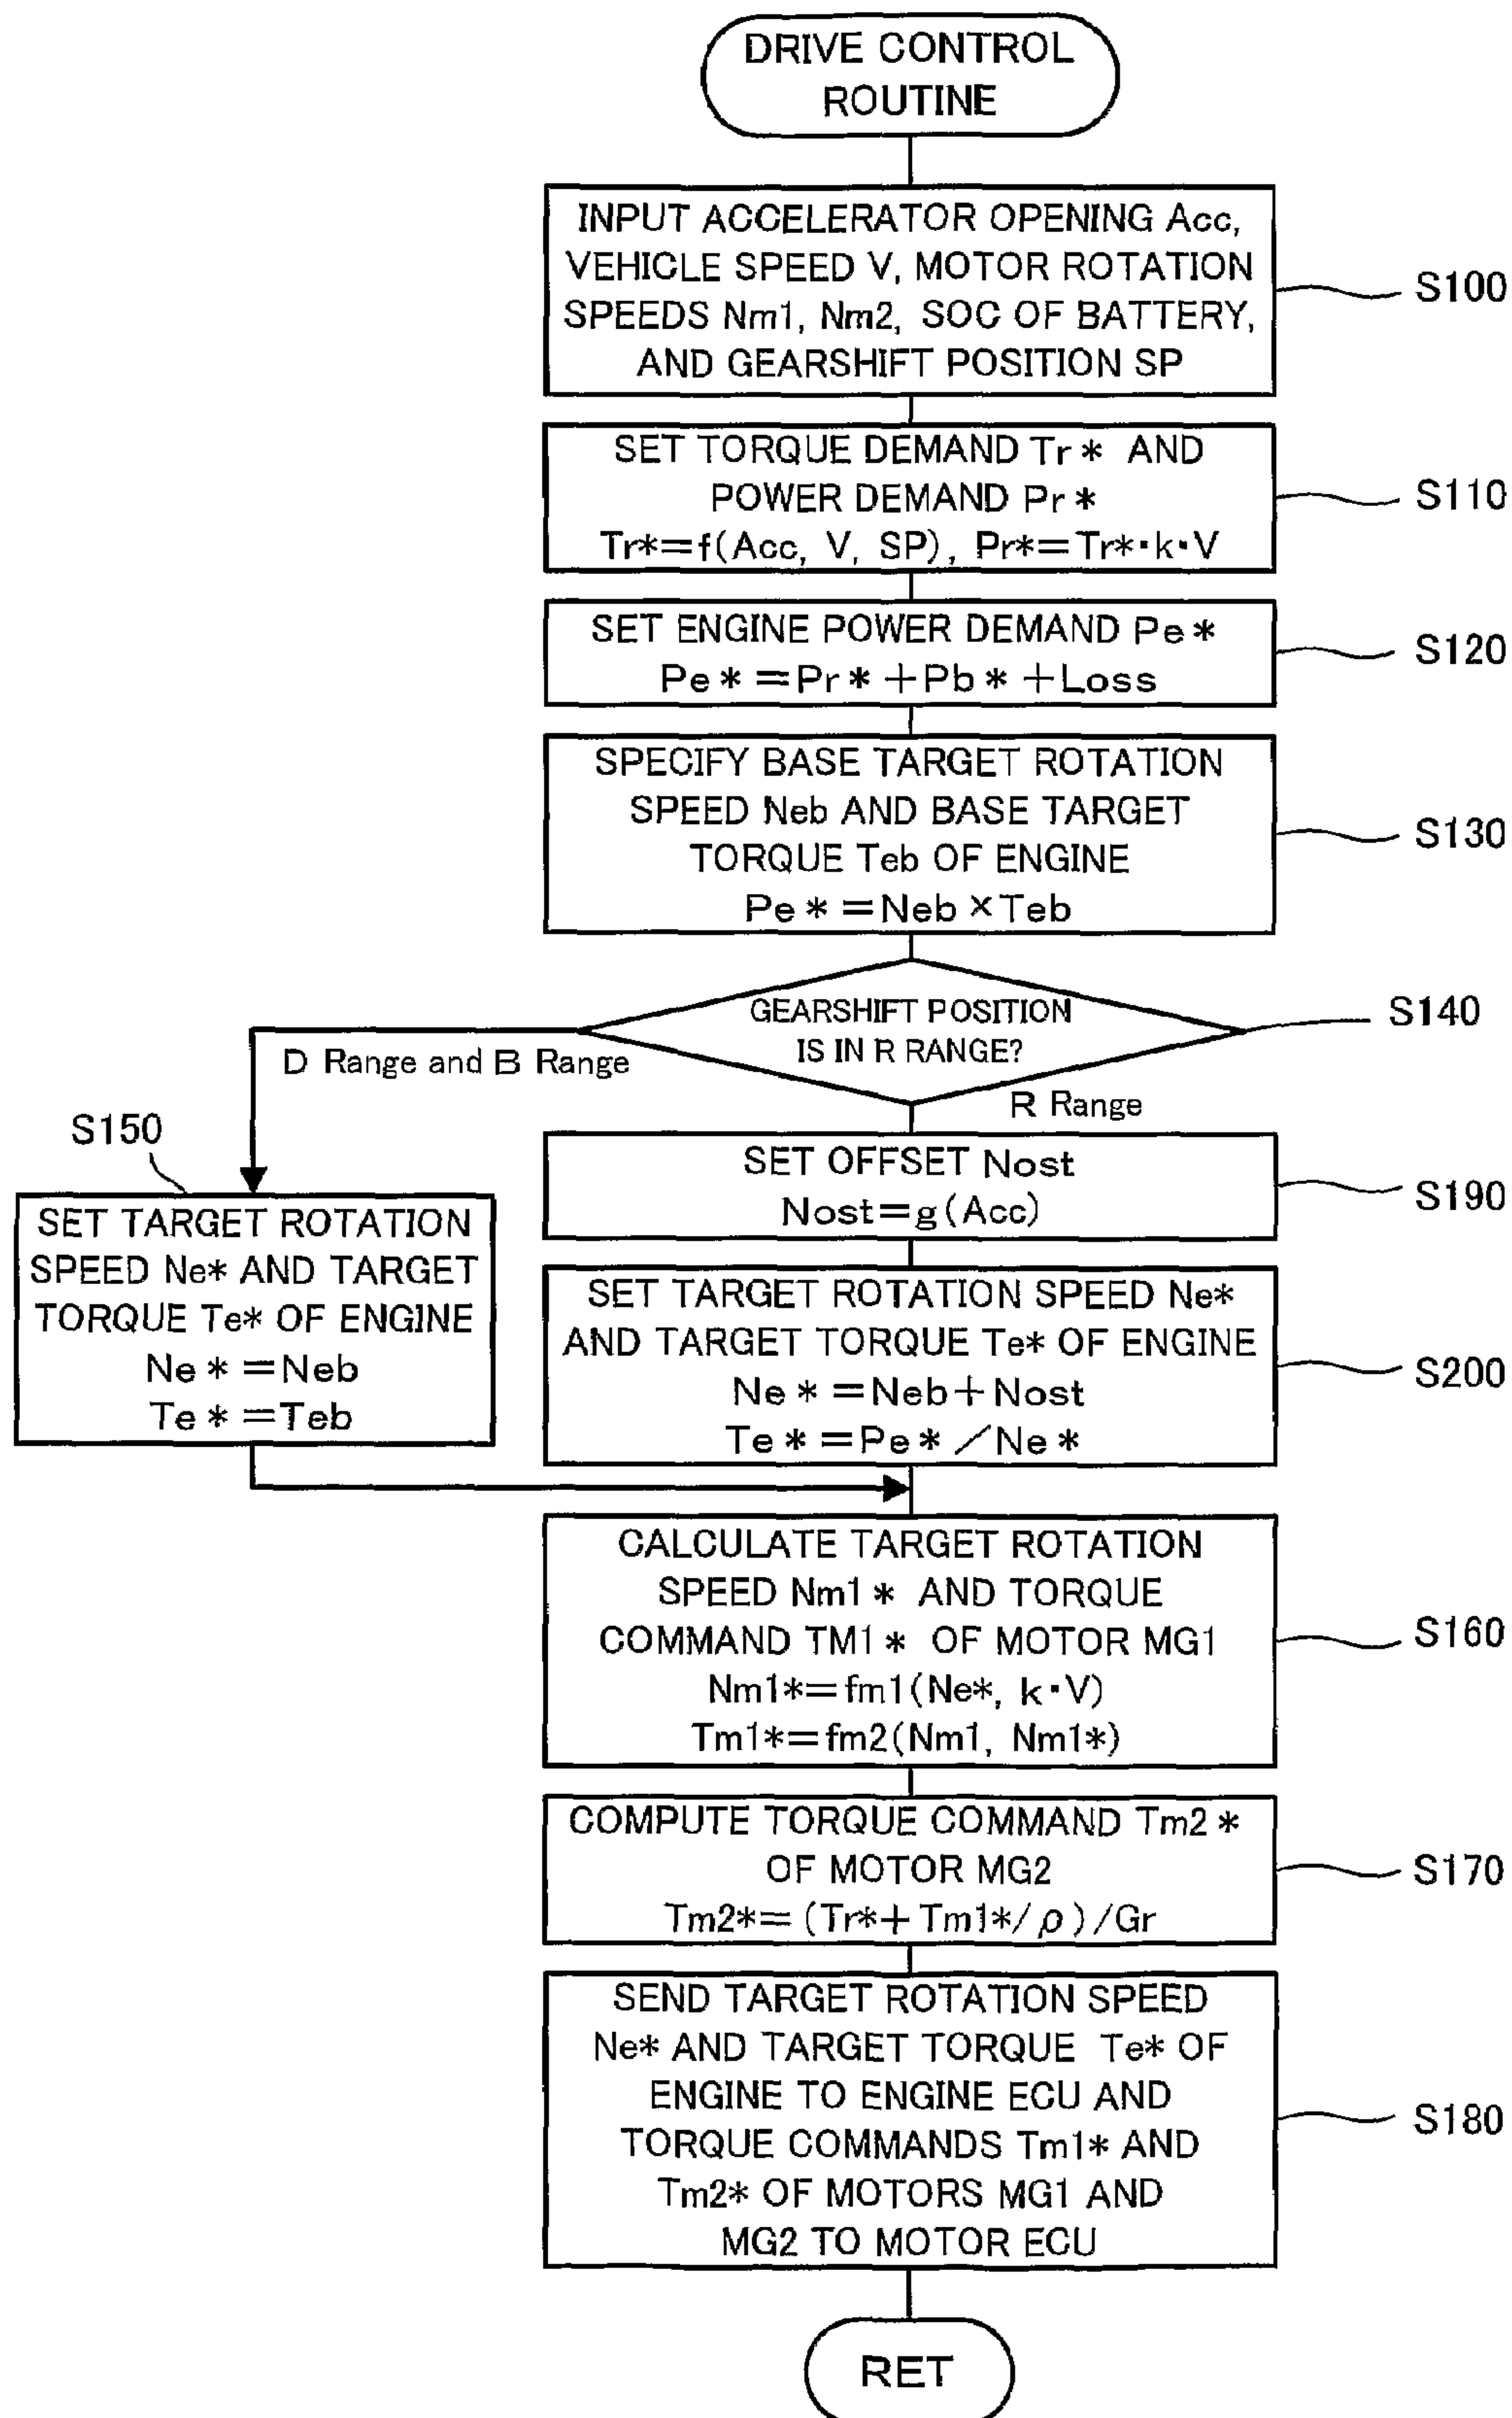 DRIVE CONTROL
ROUTINE
INPUT ACCELERATOR OPENING Acc,
VEHICLE SPEED V, MOTOR ROTATION
SPEEDS Nm1, Nm2, SOC OF BATTERY,
AND GEARSHIFT POSITION SP
S100
SET TORQUE DEMAND Tr* AND
POWER DEMAND Pr*
Tr*=f(Acc, V, SP), Pr*=Tr*·k·V
S110
SET ENGINE POWER DEMAND Pe*
Pe*=Pr*+Pb*+Loss
S120
SPECIFY BASE TARGET ROTATION
SPEED Neb AND BASE TARGET
TORQUE Teb OF ENGINE
Pe*=Neb×Teb
S130
GEARSHIFT POSITION
IS IN R RANGE?
S140
D Range and B Range
R Range
S150
SET TARGET ROTATION
SPEED Ne* AND TARGET
TORQUE Te* OF ENGINE
Ne*=Neb
Te*=Teb
SET OFFSET Nost
Nost=g(Acc)
S190
SET TARGET ROTATION SPEED Ne*
AND TARGET TORQUE Te* OF ENGINE
Ne*=Neb+Nost
Te*=Pe*/Ne*
S200
CALCULATE TARGET ROTATION
SPEED Nm1* AND TORQUE
COMMAND TM1* OF MOTOR MG1
Nm1*=fm1(Ne*, k·V)
Tm1*=fm2(Nm1, Nm1*)
S160
COMPUTE TORQUE COMMAND Tm2*
OF MOTOR MG2
Tm2*=(Tr*+Tm1*/ρ)/Gr
S170
SEND TARGET ROTATION SPEED
Ne* AND TARGET TORQUE Te* OF
ENGINE TO ENGINE ECU AND
TORQUE COMMANDS Tm1* AND
Tm2* OF MOTORS MG1 AND
MG2 TO MOTOR ECU
S180
RET